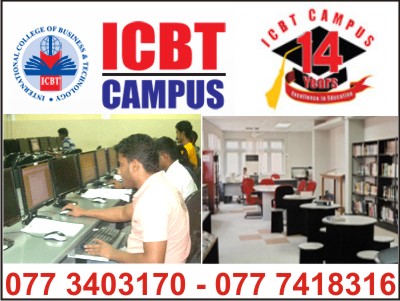 INTERNATIONAL COLLEGE OF BUSINESS & TECHNOLOGY
ICBT
ICBT
CAMPUS
ICBT CAMPUS
14
Years
Excellence in Education
077 3403170 - 077 7418316